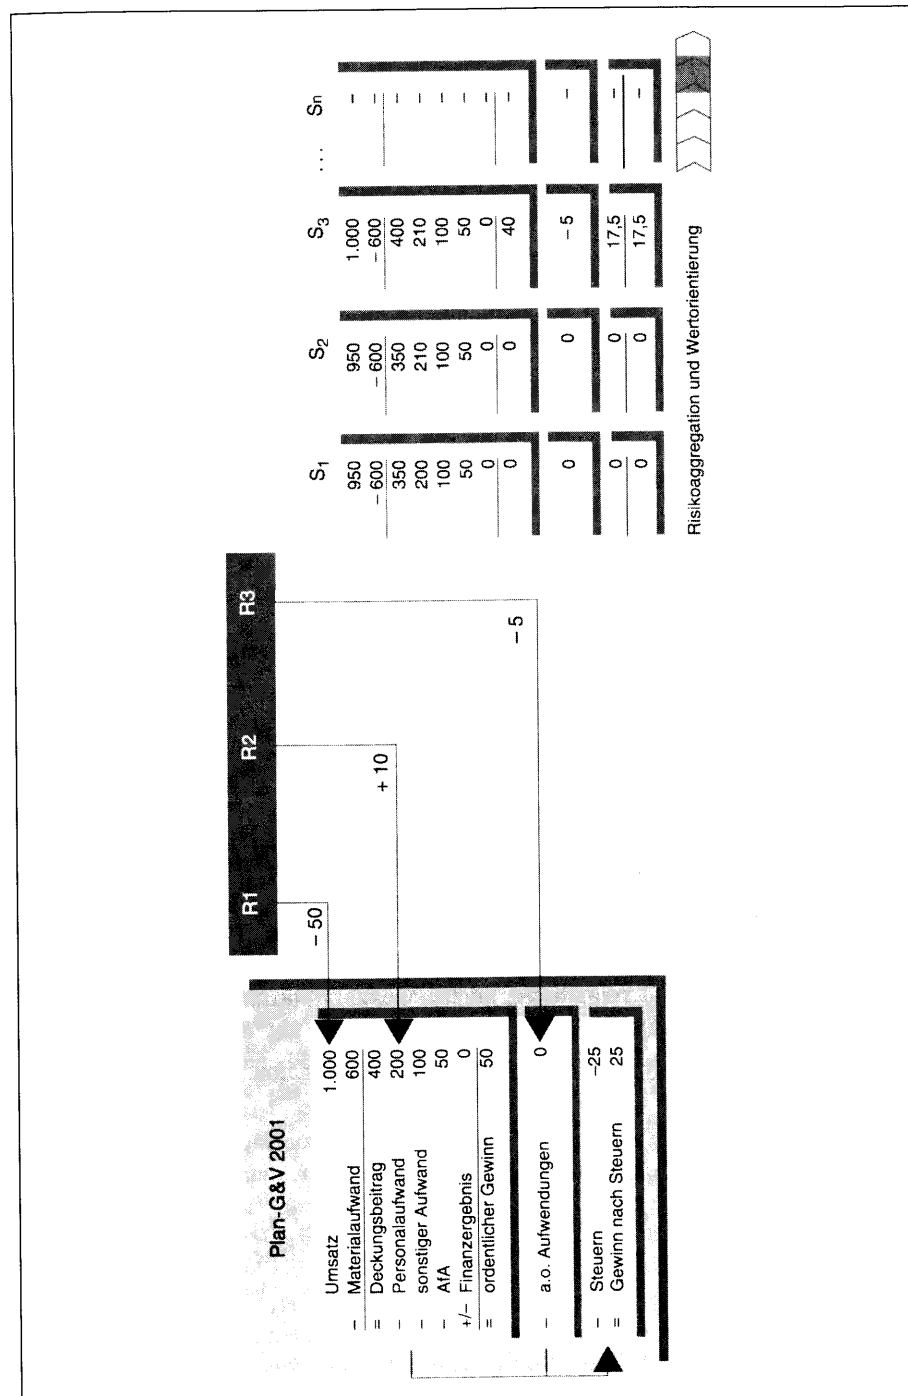 R1 R2 R3
Plan-G&V 2001
– 50
+ 10
– 5
S1 S2 S3 ... Sn
Umsatz 1.000 950 950 1.000 –
– Materialaufwand 600 – 600 – 600 – 600 –
= Deckungsbeitrag 400 350 350 400 –
– Personalaufwand 200 200 210 210 –
– sonstiger Aufwand 100 100 100 100 –
– AfA 50 50 50 50 –
+/– Finanzergebnis 0 0 0 0 –
= ordentlicher Gewinn 50 0 0 40 –
– a.o. Aufwendungen 0 0 0 – 5 –
– Steuern –25 0 0 17,5 –
= Gewinn nach Steuern 25 0 0 17,5 –
Risikoaggregation und Wertorientierung